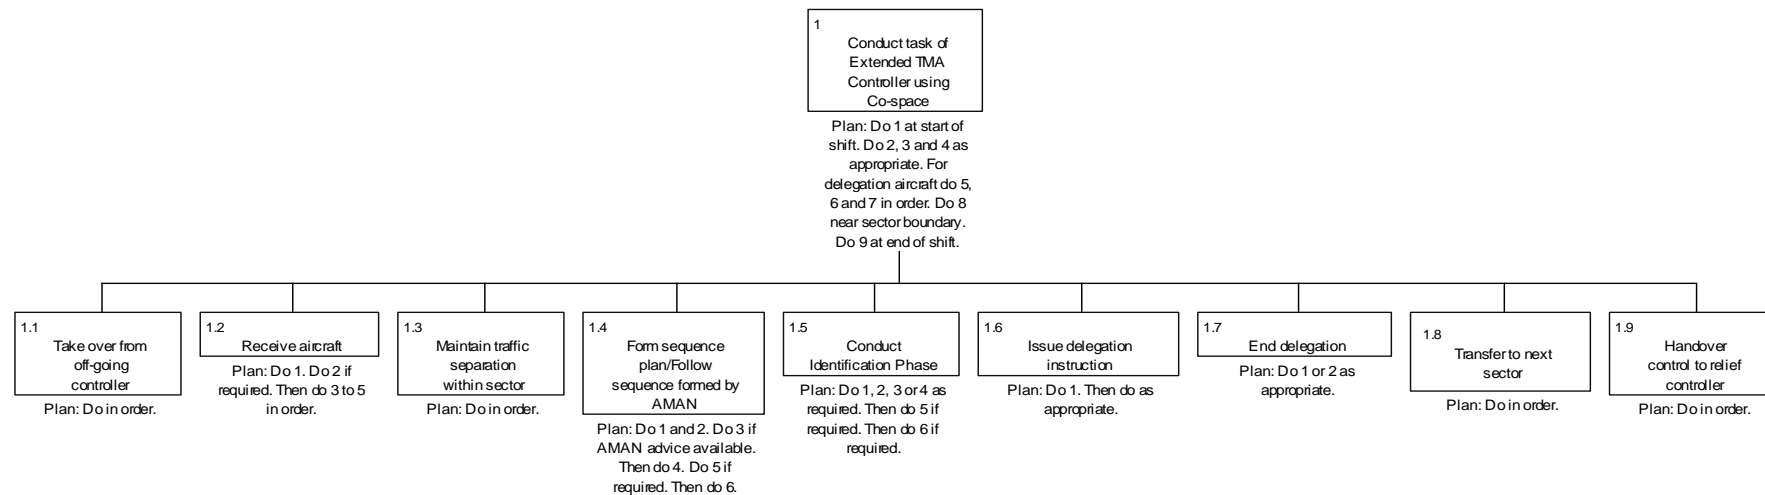 1
Conduct task of
Extended TMA
Controller using
Co-space
Plan: Do 1 at start of
shift. Do 2, 3 and 4 as
appropriate. For
delegation aircraft do 5,
6 and 7 in order. Do 8
near sector boundary.
Do 9 at end of shift.
1.1
Take over from
off-going
controller
Plan: Do in order.
1.2
Receive aircraft
Plan: Do 1. Do 2 if
required. Then do 3 to 5
in order.
1.3
Maintain traffic
separation
within sector
Plan: Do in order.
1.4
Form sequence
plan/Follow
sequence formed by
AMAN
Plan: Do 1 and 2. Do 3 if
AMAN advice available.
Then do 4. Do 5 if
required. Then do 6.
1.5
Conduct
Identification Phase
Plan: Do 1, 2, 3 or 4 as
required. Then do 5 if
required. Then do 6 if
required.
1.6
Issue delegation
instruction
Plan: Do 1. Then do as
appropriate.
1.7
End delegation
Plan: Do 1 or 2 as
appropriate.
1.8
Transfer to next
sector
Plan: Do in order.
1.9
Handover
control to relief
controller
Plan: Do in order.